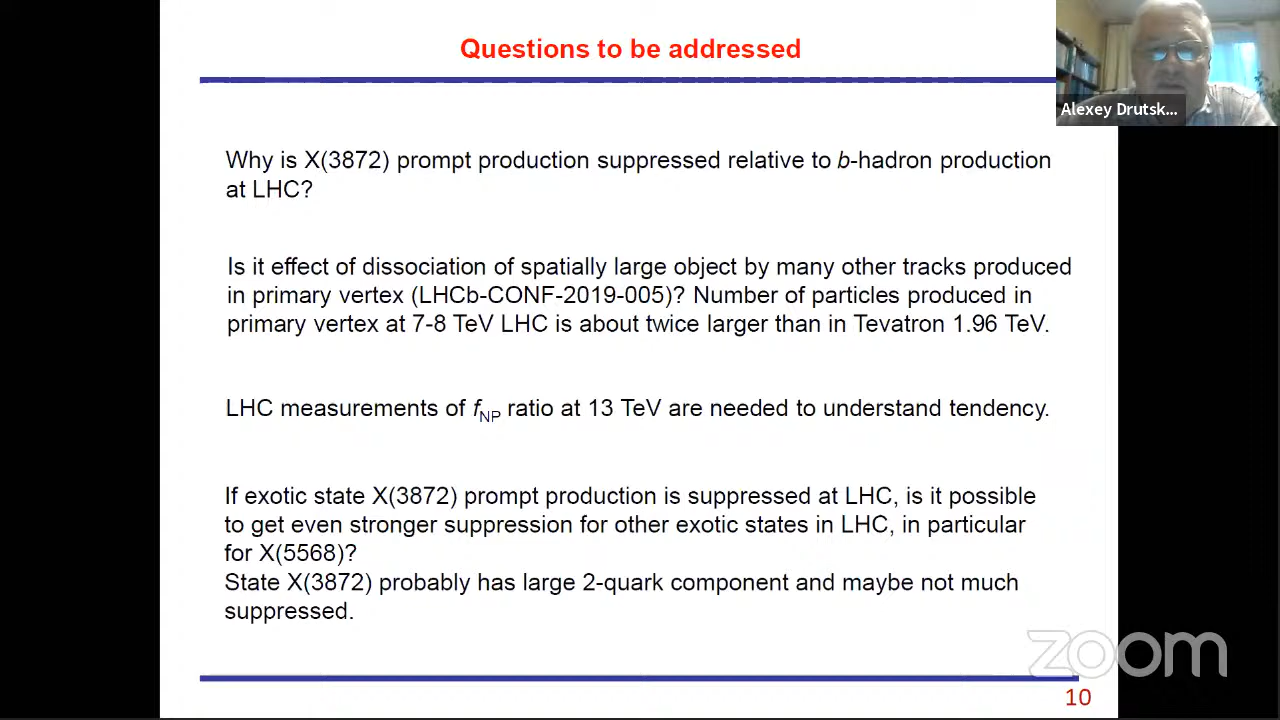 Questions to be addressed
Alexey Drutsk...
Why is X(3872) prompt production suppressed relative to b-hadron production
at LHC?
Is it effect of dissociation of spatially large object by many other tracks produced
in primary vertex (LHCb-CONF-2019-005)? Number of particles produced in
primary vertex at 7-8 TeV LHC is about twice larger than in Tevatron 1.96 TeV.
LHC measurements of fNP ratio at 13 TeV are needed to understand tendency.
If exotic state X(3872) prompt production is suppressed at LHC, is it possible
to get even stronger suppression for other exotic states in LHC, in particular
for X(5568)?
State X(3872) probably has large 2-quark component and maybe not much
suppressed.
zoom
10